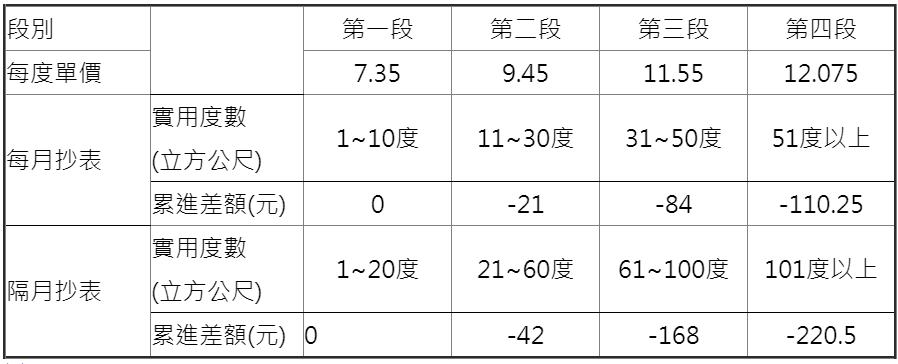 段別 第一段 第二段 第三段 第四段
每度單價 7.35 9.45 11.55 12.075
每月抄表 實用度數 (立方公尺) 1~10度 11~30度 31~50度 51度以上
累進差額(元) 0 -21 -84 -110.25
隔月抄表 實用度數 (立方公尺) 1~20度 21~60度 61~100度 101度以上
累進差額(元) 0 -42 -168 -220.5